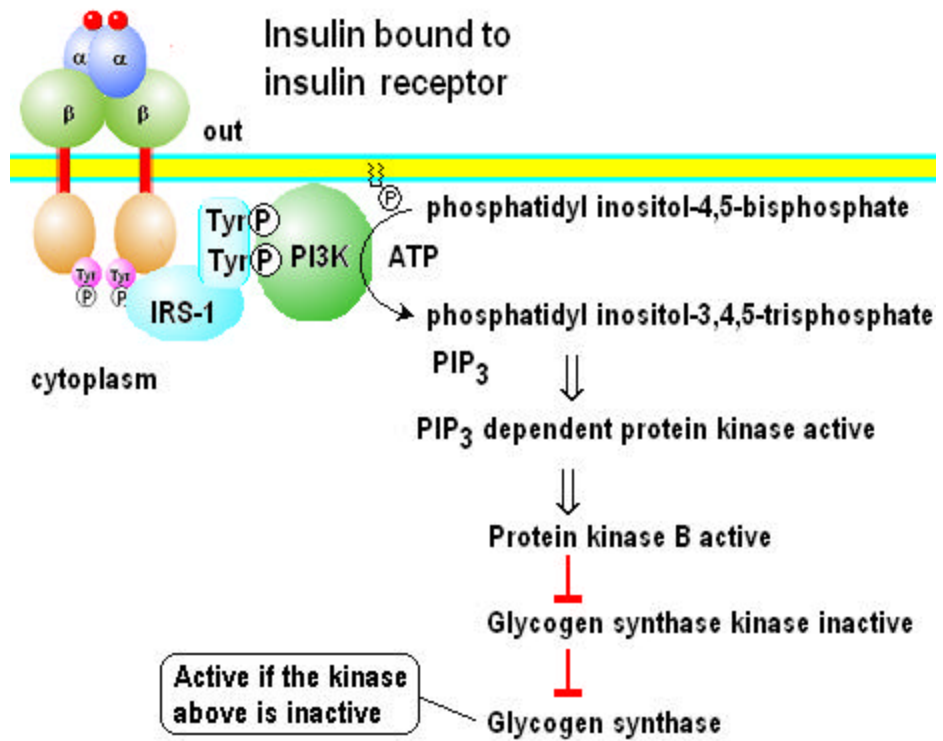 Insulin bound to
insulin receptor
α α
β β
out
P
phosphatidyl inositol-4,5-bisphosphate
Tyr P
Tyr P PI3K ATP
Tyr Tyr
P P
IRS-1
phosphatidyl inositol-3,4,5-trisphosphate
cytoplasm
PIP3
PIP3 dependent protein kinase active
Protein kinase B active
Glycogen synthase kinase inactive
Active if the kinase
above is inactive
Glycogen synthase